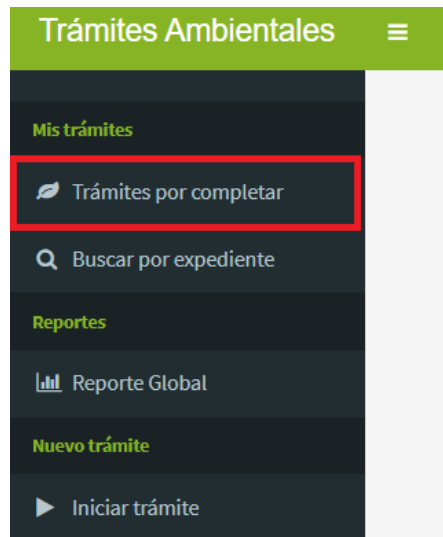 Trámites Ambientales
Mis trámites
Trámites por completar
Buscar por expediente
Reportes
Reporte Global
Nuevo trámite
Iniciar trámite